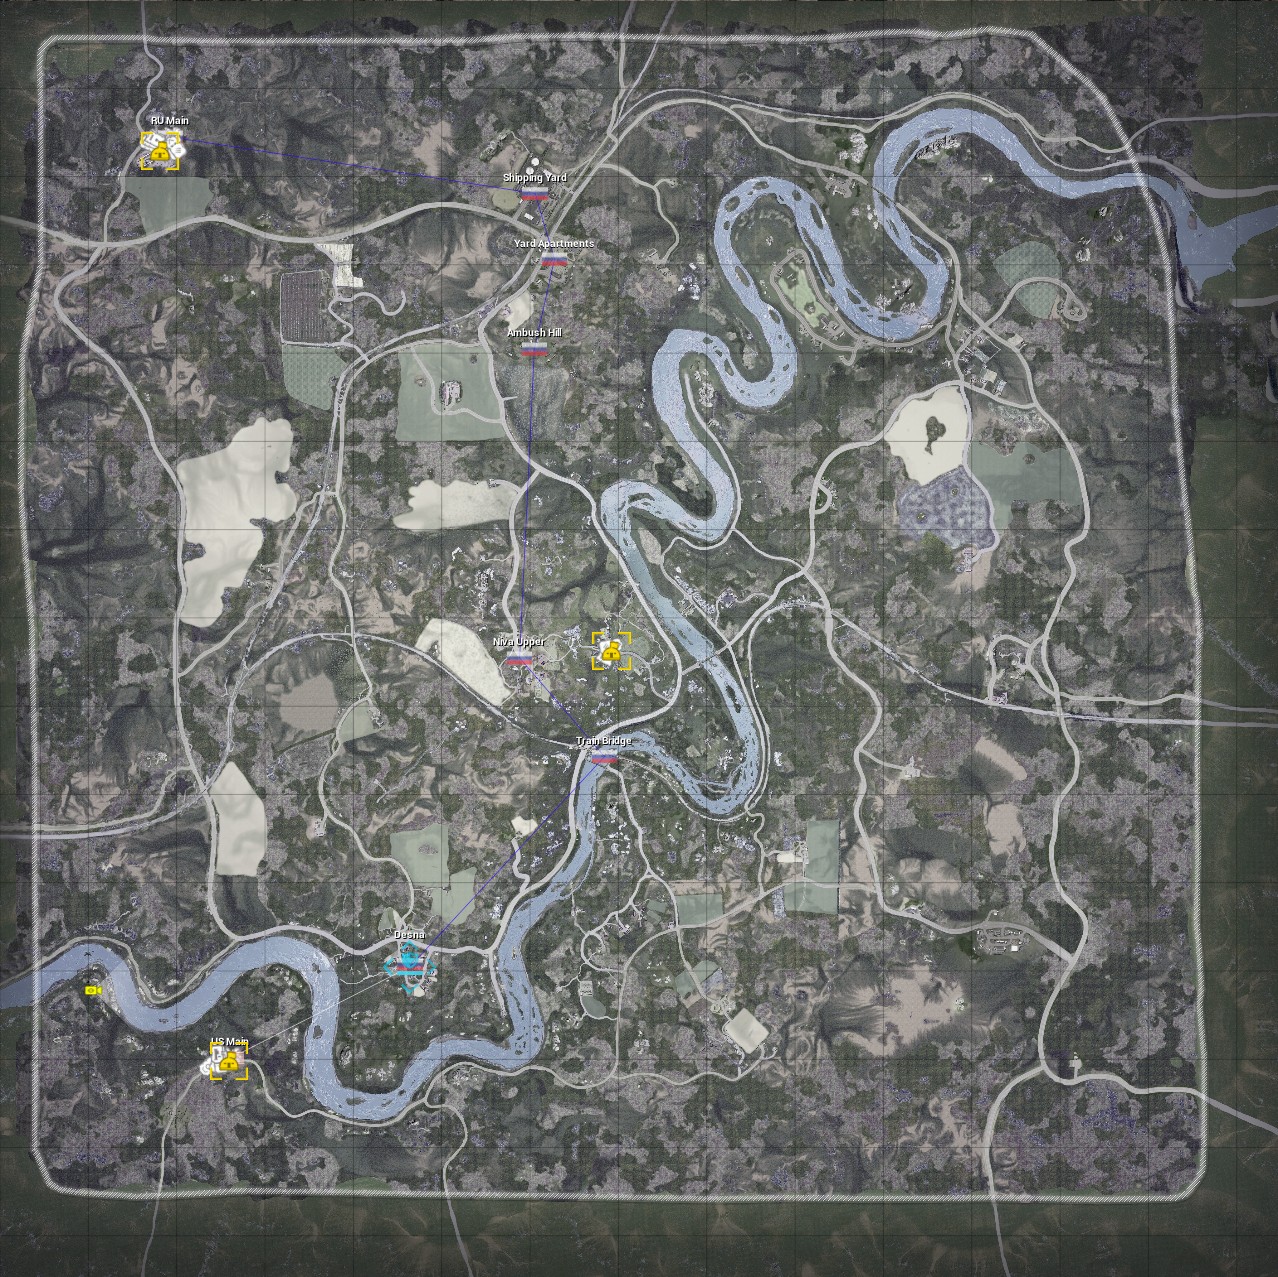 RU Main
Shipping Yard
Yard Apartments
Ambush Hill
Niva Upper
Train Bridge
Desna
US Main